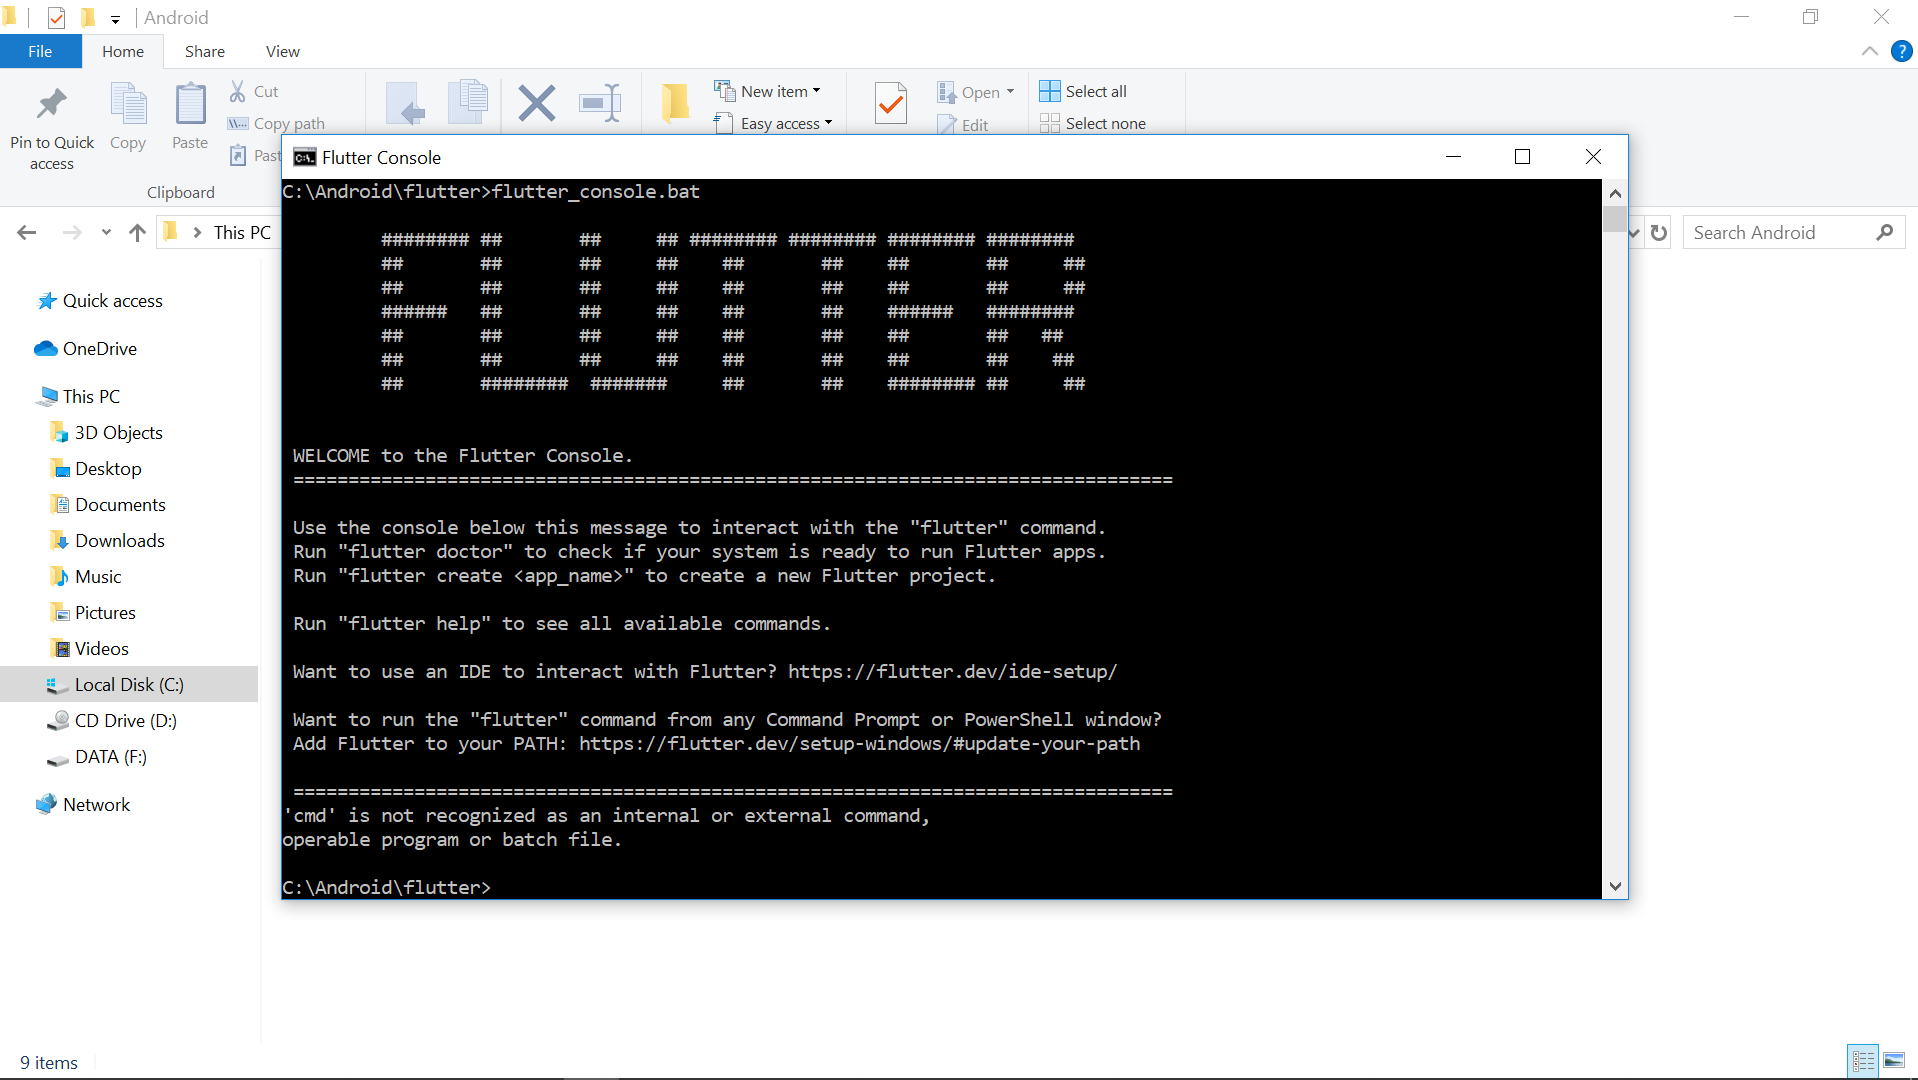 Android
File Home Share View
Pin to Quick access
Copy
Paste
Cut
Copy path
Past
Clipboard
New item
Easy access
Open
Edit
Select all
Select none
This PC
Search Android
Quick access
OneDrive
This PC
3D Objects
Desktop
Documents
Downloads
Music
Pictures
Videos
Local Disk (C:)
CD Drive (D:)
DATA (F:)
Network
9 items
Flutter Console
C:\Android\flutter>flutter_console.bat
######## ##       ##     ## ######## ######## ######## ########
##       ##       ##     ##    ##       ##    ##       ##     ##
##       ##       ##     ##    ##       ##    ##       ##     ##
######   ##       ##     ##    ##       ##    ######   ########
##       ##       ##     ##    ##       ##    ##       ##   ##
##       ##       ##     ##    ##       ##    ##       ##    ##
##       ########  #######     ##       ##    ######## ##     ##
WELCOME to the Flutter Console.
================================================================================
Use the console below this message to interact with the "flutter" command.
Run "flutter doctor" to check if your system is ready to run Flutter apps.
Run "flutter create <app_name>" to create a new Flutter project.
Run "flutter help" to see all available commands.
Want to use an IDE to interact with Flutter? https://flutter.dev/ide-setup/
Want to run the "flutter" command from any Command Prompt or PowerShell window?
Add Flutter to your PATH: https://flutter.dev/setup-windows/#update-your-path
================================================================================
'cmd' is not recognized as an internal or external command,
operable program or batch file.
C:\Android\flutter>